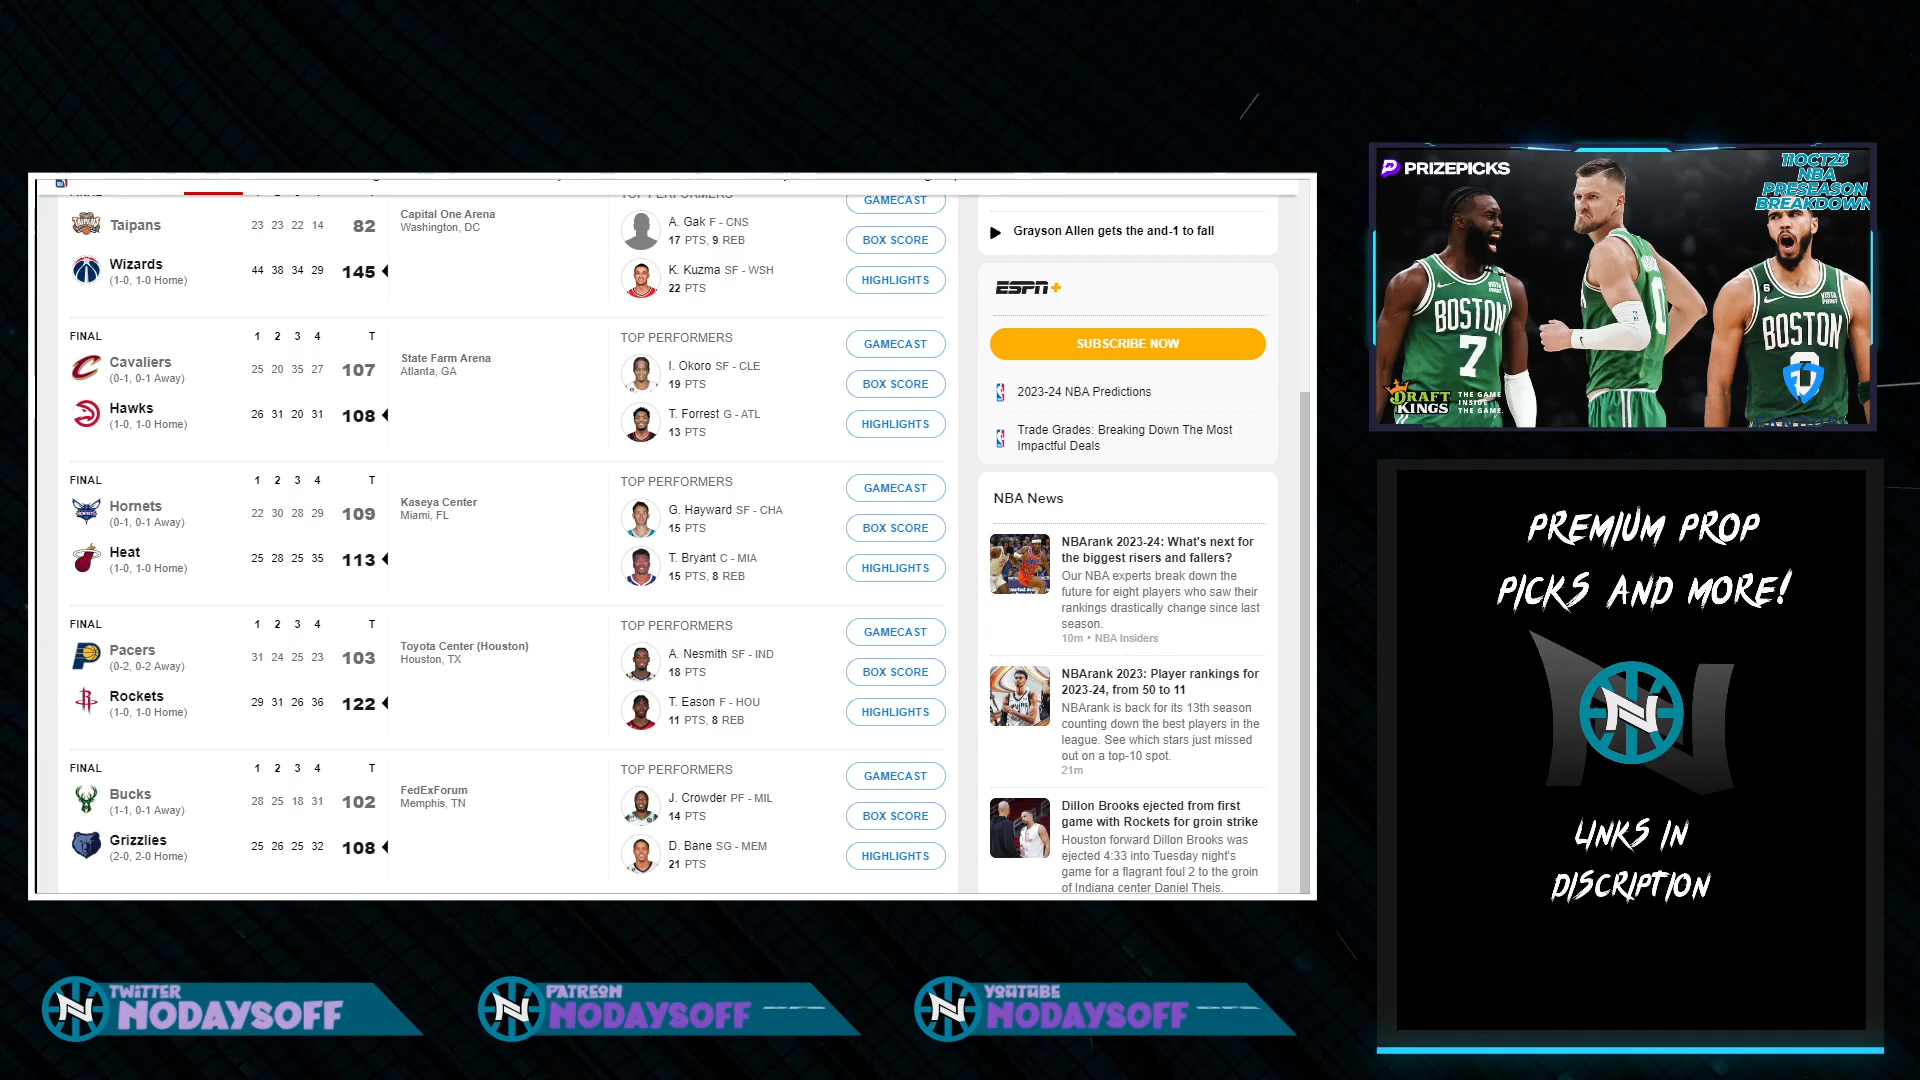 Taipans
23 23 22 14 82
Capital One Arena
Washington, DC
TOP PERFORMERS
A. Gak F - CNS
17 PTS, 9 REB
GAMECAST
BOX SCORE
Wizards
(1-0, 1-0 Home)
44 38 34 29 145
K. Kuzma SF - WSH
22 PTS
HIGHLIGHTS
FINAL
1 2 3 4 T
Cavaliers
(0-1, 0-1 Away)
25 20 35 27 107
State Farm Arena
Atlanta, GA
TOP PERFORMERS
I. Okoro SF - CLE
19 PTS
GAMECAST
BOX SCORE
Hawks
(1-0, 1-0 Home)
26 31 20 31 108
T. Forrest G - ATL
13 PTS
HIGHLIGHTS
FINAL
1 2 3 4 T
Hornets
(0-1, 0-1 Away)
22 30 28 29 109
Kaseya Center
Miami, FL
TOP PERFORMERS
G. Hayward SF - CHA
15 PTS
GAMECAST
BOX SCORE
Heat
(1-0, 1-0 Home)
25 28 25 35 113
T. Bryant C - MIA
15 PTS, 8 REB
HIGHLIGHTS
FINAL
1 2 3 4 T
Pacers
(0-2, 0-2 Away)
31 24 25 23 103
Toyota Center (Houston)
Houston, TX
TOP PERFORMERS
A. Nesmith SF - IND
18 PTS
GAMECAST
BOX SCORE
Rockets
(1-0, 1-0 Home)
29 31 26 36 122
T. Eason F - HOU
11 PTS, 8 REB
HIGHLIGHTS
FINAL
1 2 3 4 T
Bucks
(1-1, 0-1 Away)
28 25 18 31 102
FedExForum
Memphis, TN
TOP PERFORMERS
J. Crowder PF - MIL
14 PTS
GAMECAST
BOX SCORE
Grizzlies
(2-0, 2-0 Home)
25 26 25 32 108
D. Bane SG - MEM
21 PTS
HIGHLIGHTS
Grayson Allen gets the and-1 to fall
ESPN+
SUBSCRIBE NOW
2023-24 NBA Predictions
Trade Grades: Breaking Down The Most
Impactful Deals
NBA News
NBArank 2023-24: What's next for
the biggest risers and fallers?
Our NBA experts break down the
future for eight players who saw their
rankings drastically change since last
season.
10m • NBA Insiders
NBArank 2023: Player rankings for
2023-24, from 50 to 11
NBArank is back for its 13th season
counting down the best players in the
league. See which stars just missed
out on a top-10 spot.
21m
Dillon Brooks ejected from first
game with Rockets for groin strike
Houston forward Dillon Brooks was
ejected 4:33 into Tuesday night's
game for a flagrant foul 2 to the groin
of Indiana center Daniel Theis.
PRIZEPICKS
11OCT23
NBA
PRESEASON
BREAKDOWN
BOSTON
7
BOSTON
0
6
VISTA
PRINT
DRAFT
KINGS
THE GAME
INSIDE
THE GAME.
PREMIUM PROP
PICKS AND MORE!
N
LINKS IN
DISCRIPTION
TWITTER
NODAYSOFF
PATREON
NODAYSOFF
YOUTUBE
NODAYSOFF